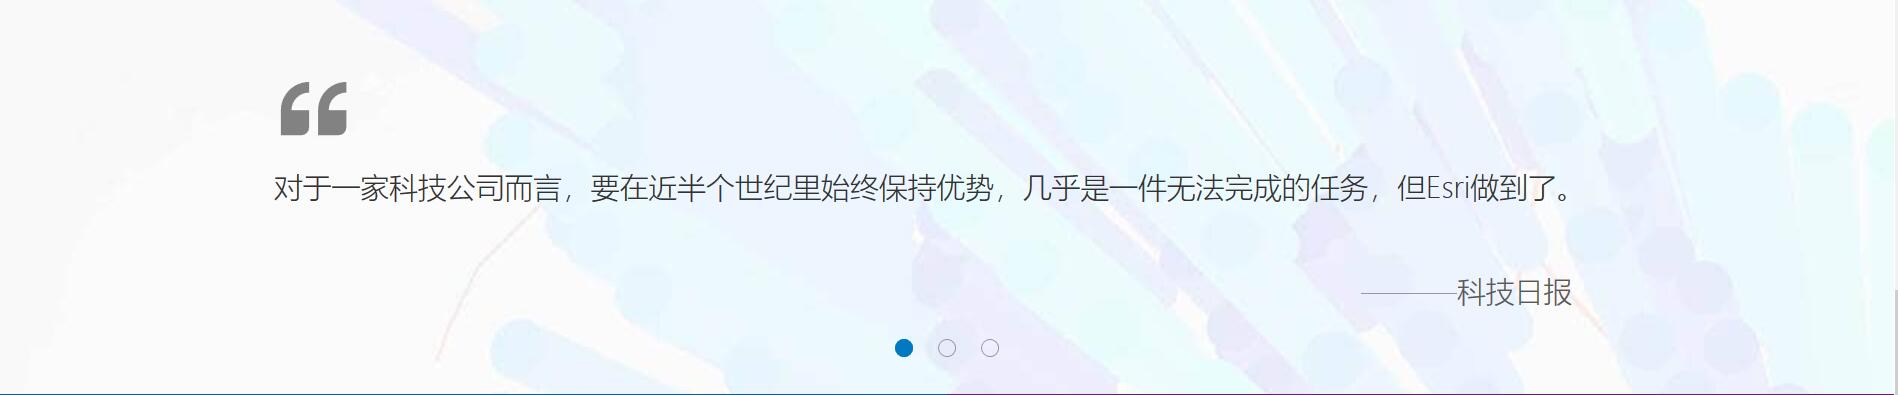 “
对于一家科技公司而言，要在近半个世纪里始终保持优势，几乎是一件无法完成的任务，但Esri做到了。
————科技日报